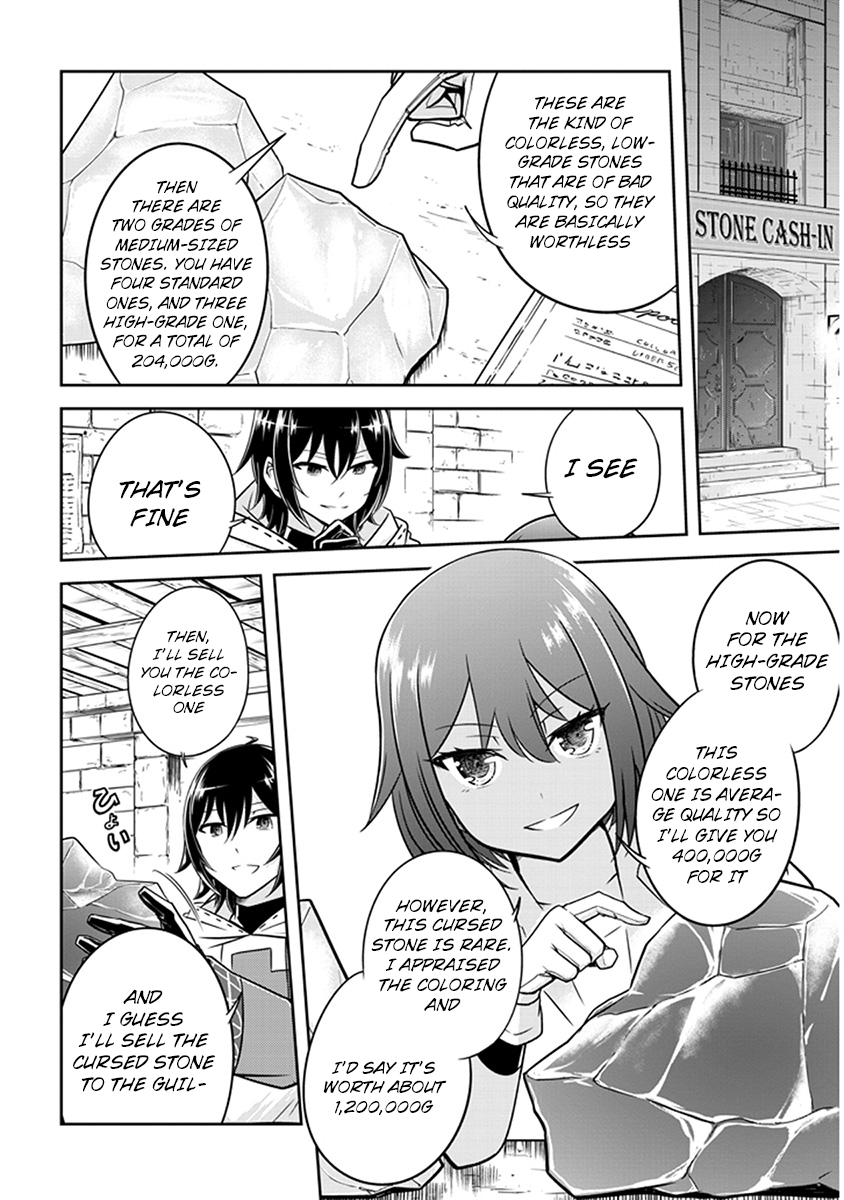 STONE CASH-IN
THESE ARE
THE KIND OF
COLORLESS, LOW-
GRADE STONES
THAT ARE OF BAD
QUALITY, SO THEY
ARE BASICALLY
WORTHLESS
THEN
THERE ARE
TWO GRADES OF
MEDIUM-SIZED
STONES. YOU HAVE
FOUR STANDARD
ONES, AND THREE
HIGH-GRADE ONE,
FOR A TOTAL OF
204,000G.
I SEE
THAT'S
FINE
NOW
FOR THE
HIGH-GRADE
STONES
THIS
COLORLESS
ONE IS AVERA-
GE QUALITY SO
I'LL GIVE YOU
400,000G
FOR IT
HOWEVER,
THIS CURSED
STONE IS RARE.
I APPRAISED
THE COLORING
AND
I'D SAY IT'S
WORTH ABOUT
1,200,000G
THEN,
I'LL SELL
YOU THE CO-
LORLESS
ONE
ひょい
AND
I GUESS
I'LL SELL THE
CURSED STONE
TO THE GUIL-